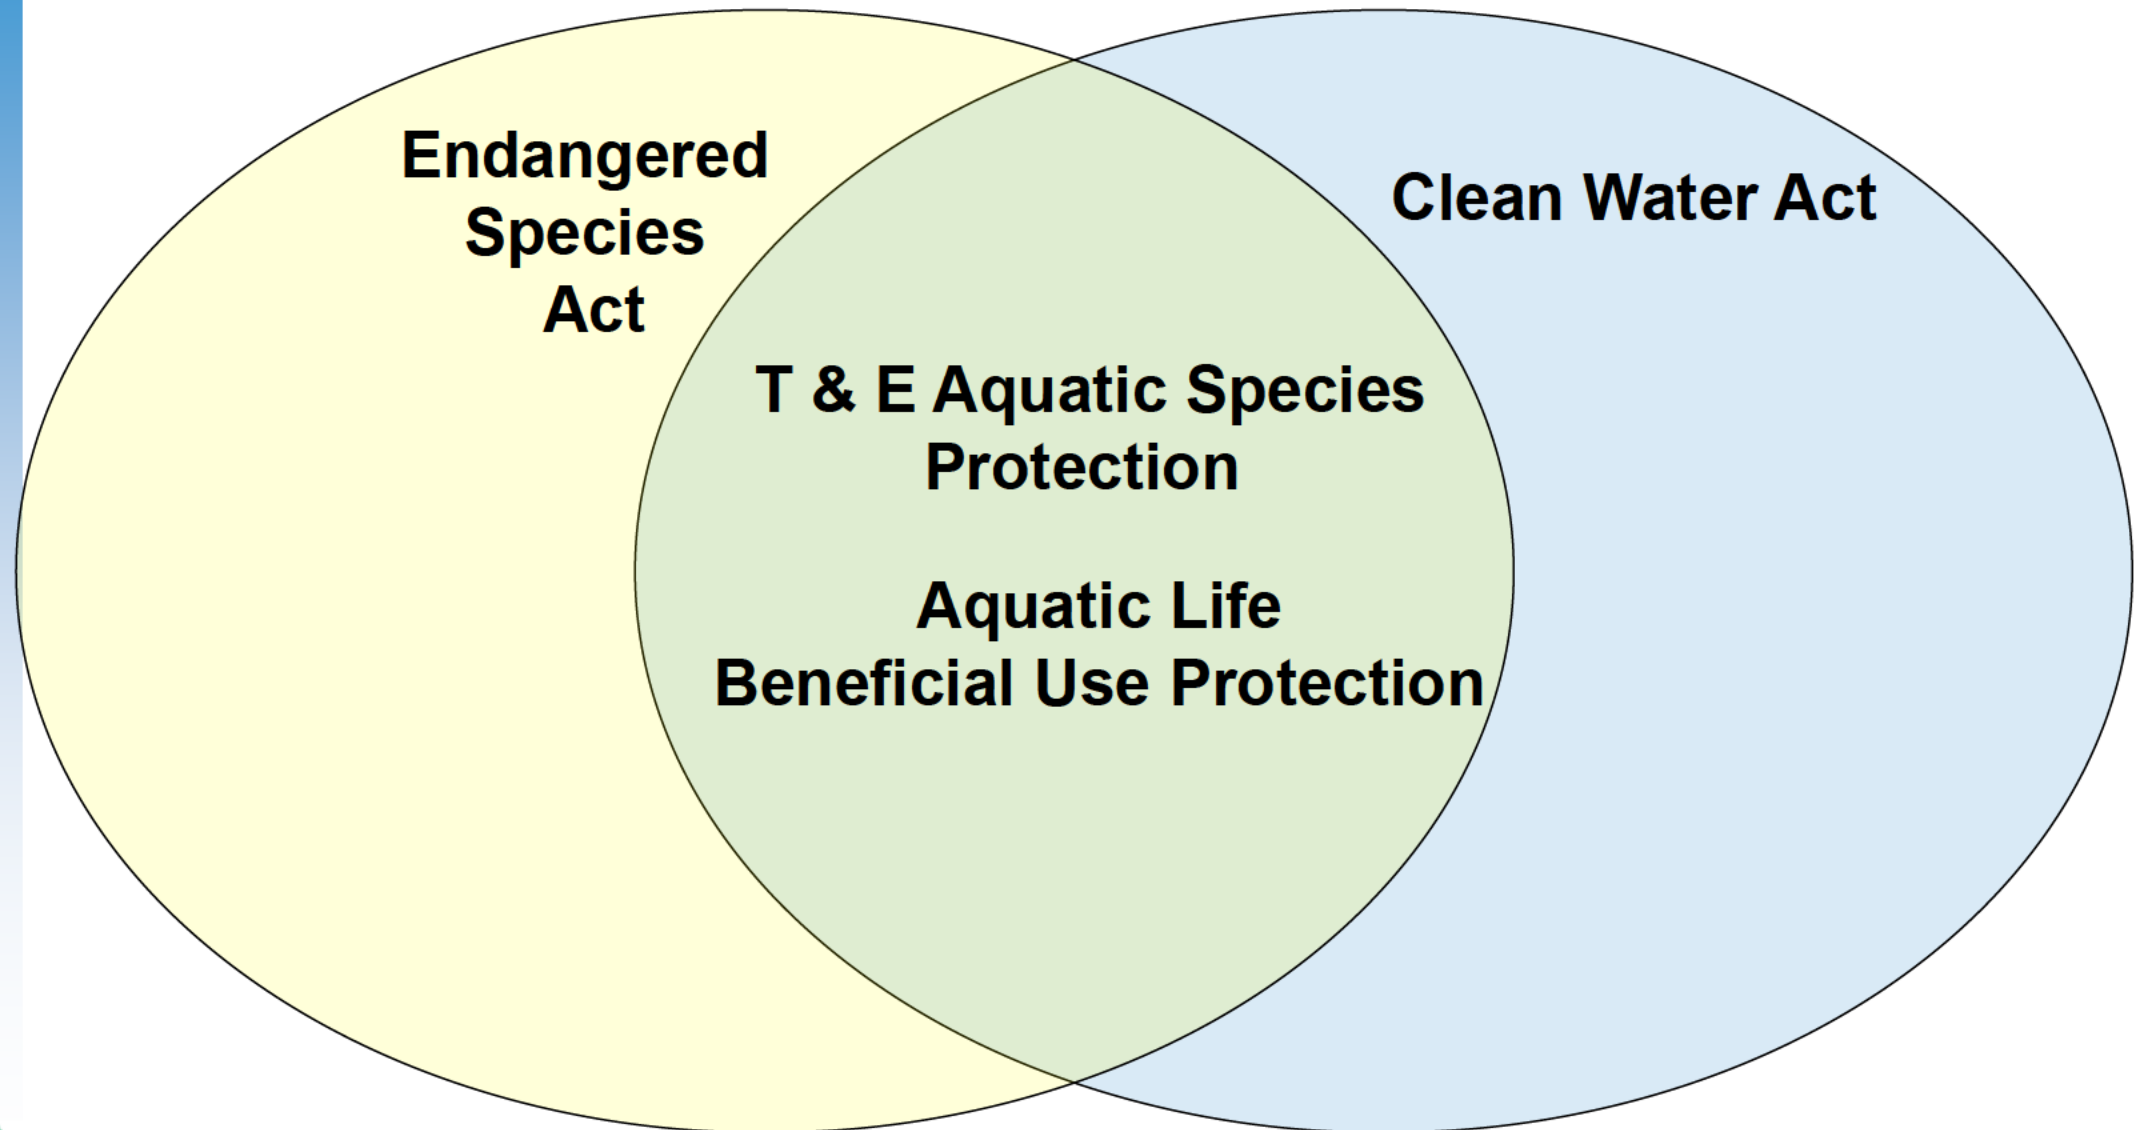 Endangered
Species
Act
Clean Water Act
T & E Aquatic Species
Protection
Aquatic Life
Beneficial Use Protection